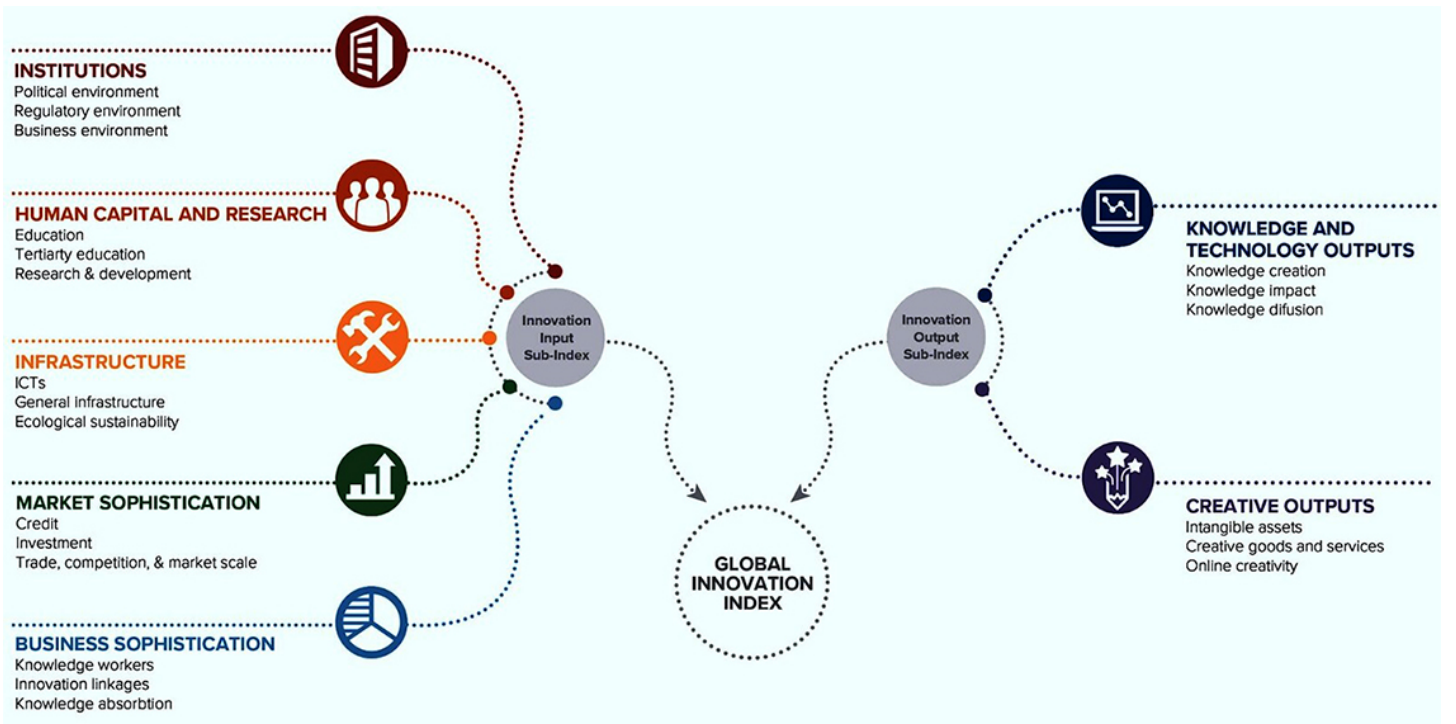 INSTITUTIONS
Political environment
Regulatory environment
Business environment
HUMAN CAPITAL AND RESEARCH
Education
Tertiarty education
Research & development
INFRASTRUCTURE
ICTs
General Infrastructure
Ecological sustainability
MARKET SOPHISTICATION
Credit
Investment
Trade, competition, & market scale
BUSINESS SOPHISTICATION
Knowledge workers
Innovation linkages
Knowledge absorbtion
Innovation
Input
Sub-Index
GLOBAL
INNOVATION
INDEX
Innovation
Output
Sub-Index
KNOWLEDGE AND
TECHNOLOGY OUTPUTS
Knowledge creation
Knowledge impact
Knowledge difusion
CREATIVE OUTPUTS
Intangible assets
Creative goods and services
Online creativity